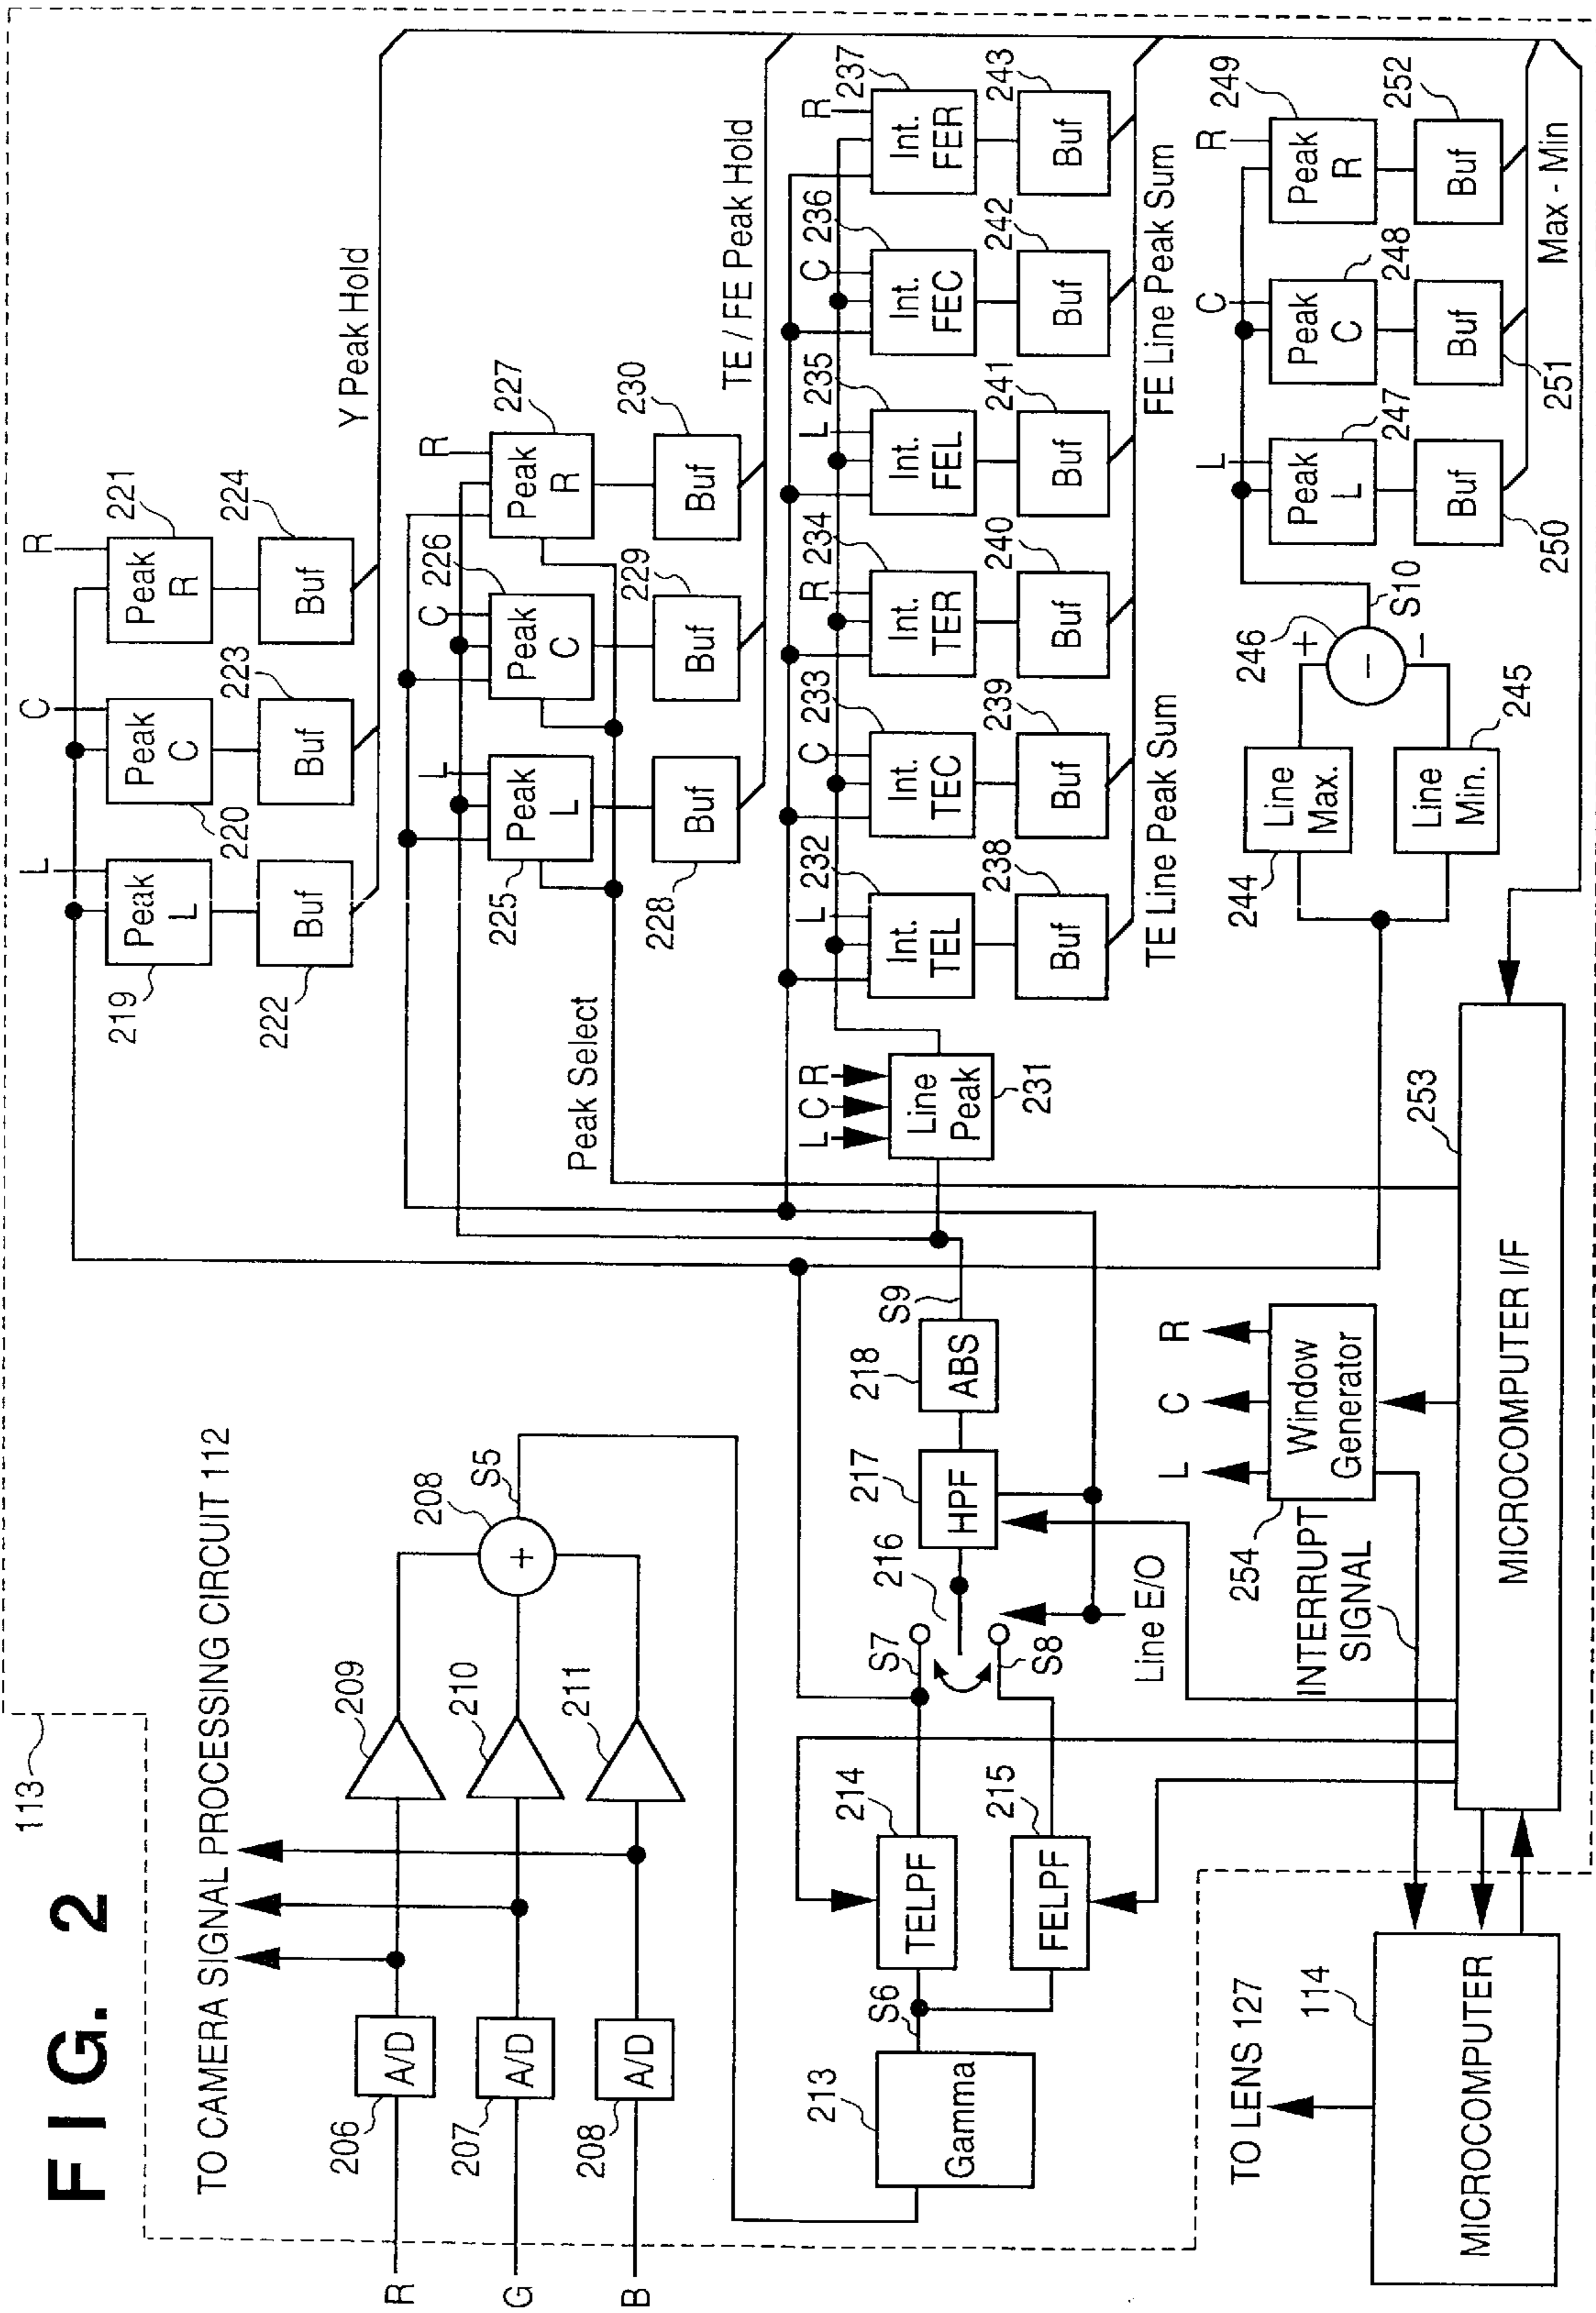 FIG. 2
113
TO CAMERA SIGNAL PROCESSING CIRCUIT 112
R
206
A/D
209
G
207
A/D
210
208
+
S5
B
208
A/D
211
213
Gamma
S6
214
TELPF
215
FELPF
S7
S8
216
Line E/O
217
HPF
218
ABS
S9
L
C
R
219
Peak L
220
Peak C
221
Peak R
222
Buf
223
Buf
224
Buf
Y Peak Hold
L
C
R
225
Peak L
226
Peak C
227
Peak R
228
Buf
229
Buf
230
Buf
Peak Select
TE / FE Peak Hold
L C R
Line Peak
231
L
232
C
233
R
234
L
235
C
236
R
237
Int. TEL
Int. TEC
Int. TER
Int. FEL
Int. FEC
Int. FER
238
239
240
241
242
243
Buf
Buf
Buf
Buf
Buf
Buf
TE Line Peak Sum
FE Line Peak Sum
244
Line Max.
245
Line Min.
246
+
−
−
S10
L
C
R
Peak L
247
Peak C
248
Peak R
249
Buf
250
Buf
251
Buf
252
Max - Min
L
C
R
254
Window Generator
INTERRUPT SIGNAL
253
MICROCOMPUTER I/F
TO LENS 127
114
MICROCOMPUTER